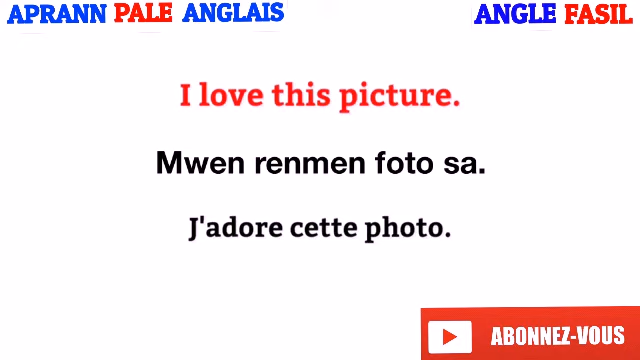 APRANN PALE ANGLAIS
ANGLE FASIL
I love this picture.
Mwen renmen foto sa.
J'adore cette photo.
ABONNEZ-VOUS